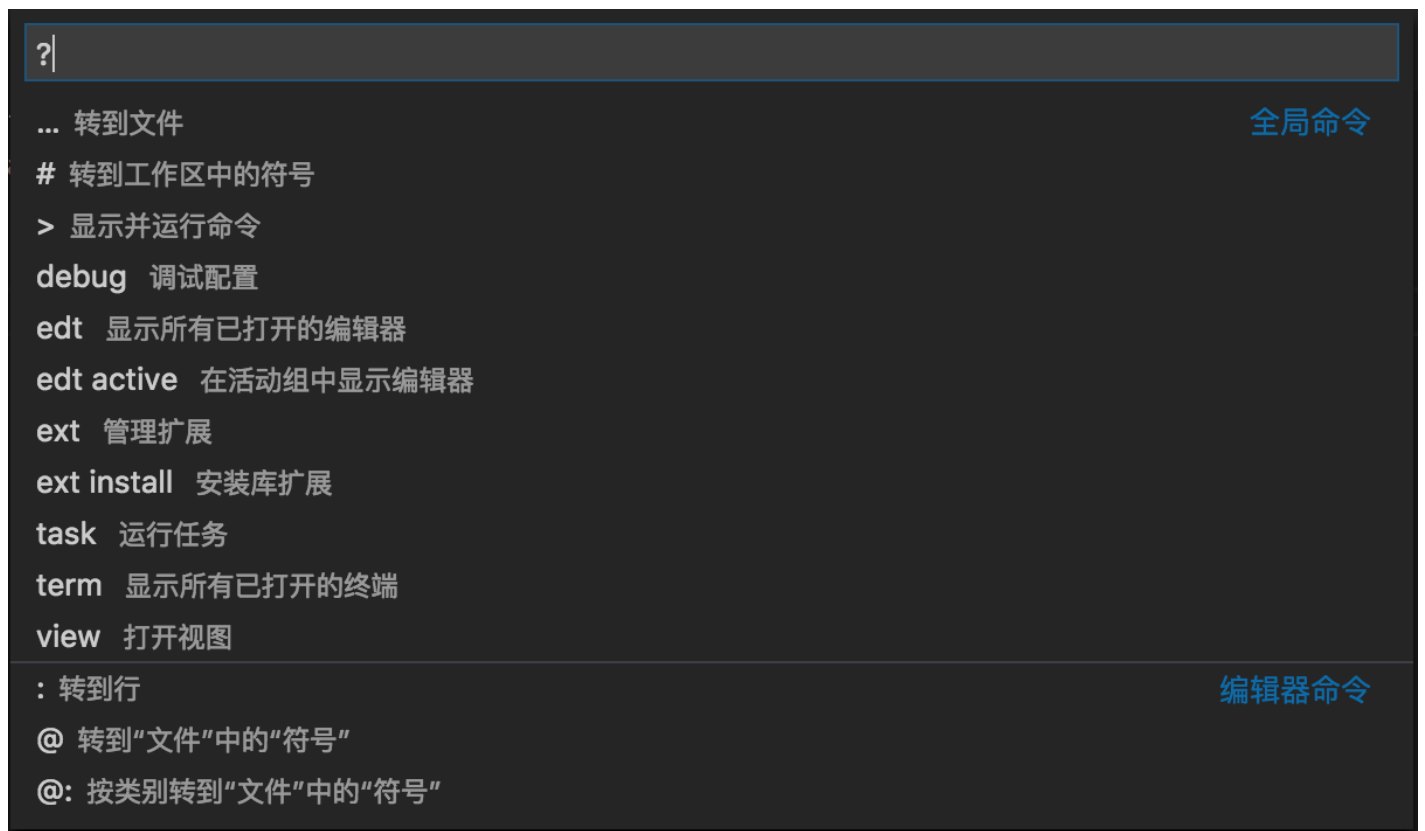 ?
... 转到文件 全局命令
# 转到工作区中的符号
> 显示并运行命令
debug 调试配置
edt 显示所有已打开的编辑器
edt active 在活动组中显示编辑器
ext 管理扩展
ext install 安装库扩展
task 运行任务
term 显示所有已打开的终端
view 打开视图
: 转到行 编辑器命令
@ 转到“文件”中的“符号”
@: 按类别转到“文件”中的“符号”